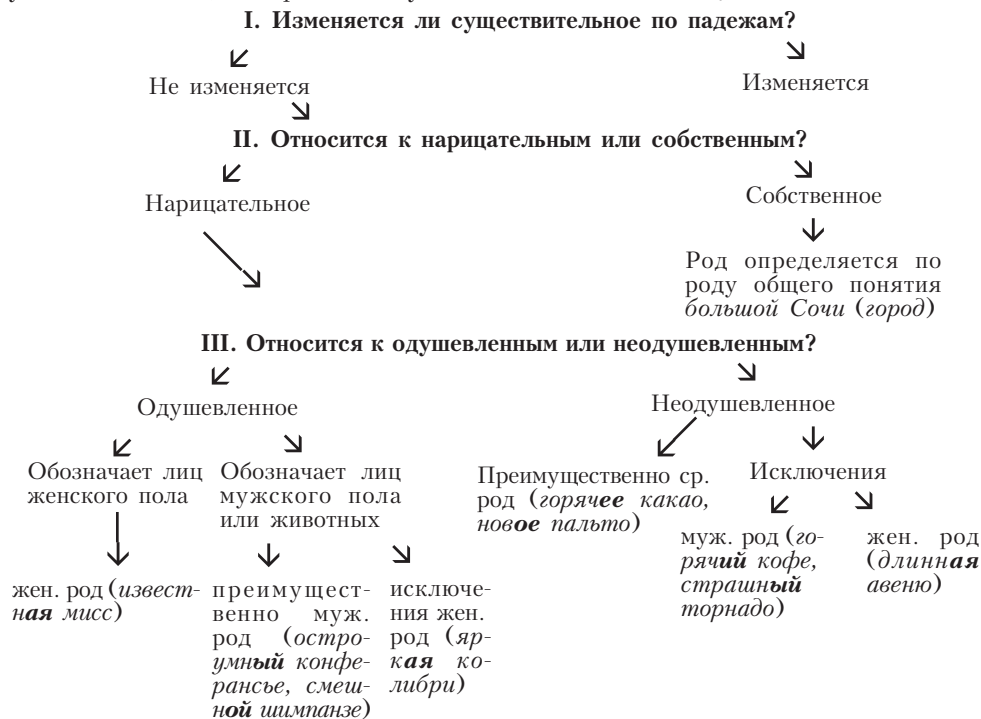 I. Изменяется ли существительное по падежам?
Не изменяется
Изменяется
II. Относится к нарицательным или собственным?
Нарицательное
Собственное
Род определяется по
роду общего понятия
большой Сочи (город)
III. Относится к одушевленным или неодушевленным?
Одушевленное
Неодушевленное
Обозначает лиц
женского пола
Обозначает лиц
мужского пола
или животных
Преимущественно ср.
род (горячее какао,
новое пальто)
Исключения
муж. род (го-
рячий кофе,
страшный
торнадо)
жен. род
(длинная
авеню)
жен. род (извест-
ная мисс)
преимущест-
венно муж.
род (остро-
умный конфе-
рансье, смеш-
ной шимпанзе)
исключе-
ния жен.
род (яр-
кая ко-
либри)